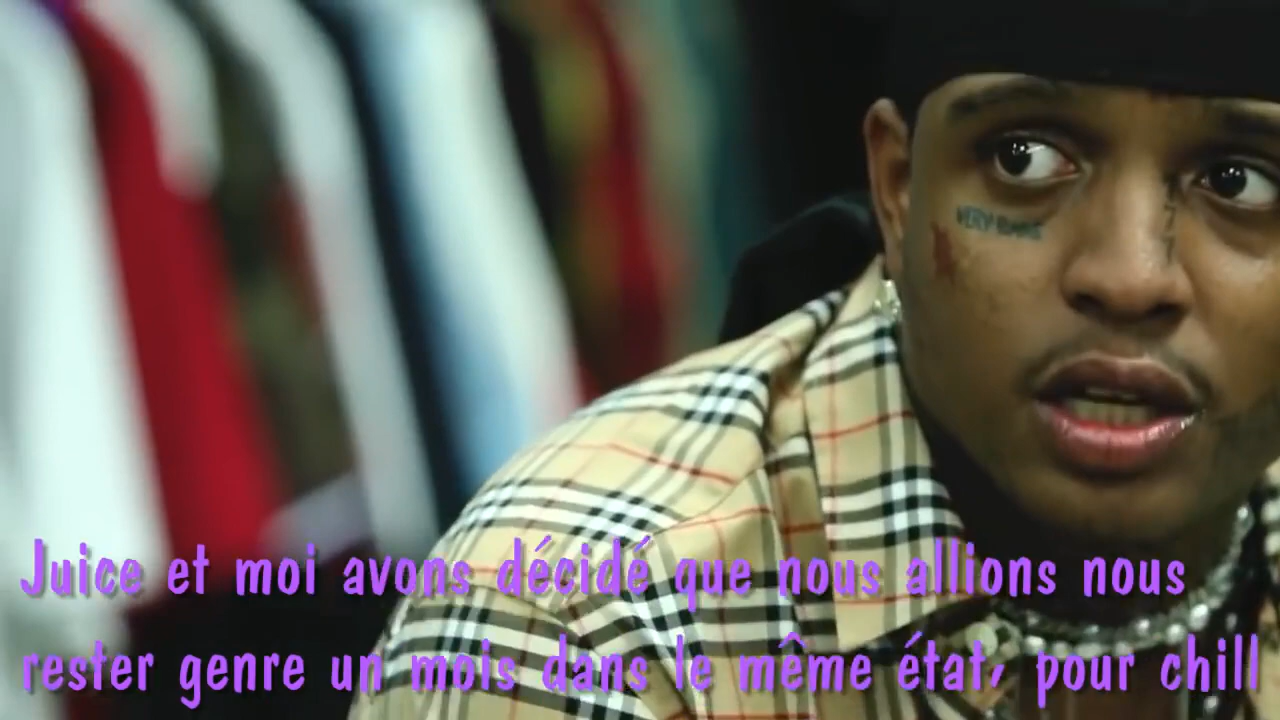 VERY
Juice et moi avons décidé que nous allions nous
rester genre un mois dans le même état, pour chill